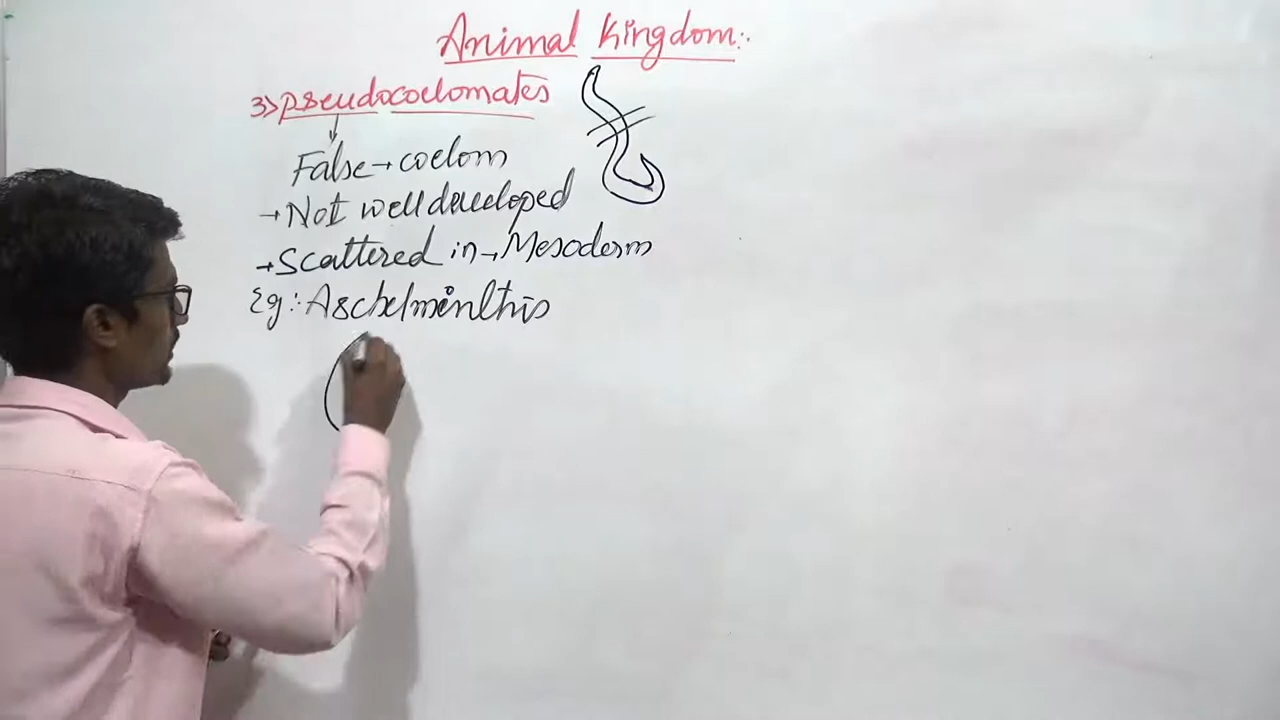 Animal Kingdom:.
3> pseudocoelomates
False → coelom
→ Not well developed
→ Scattered in → Mesoderm
Eg:. Aschelminthis